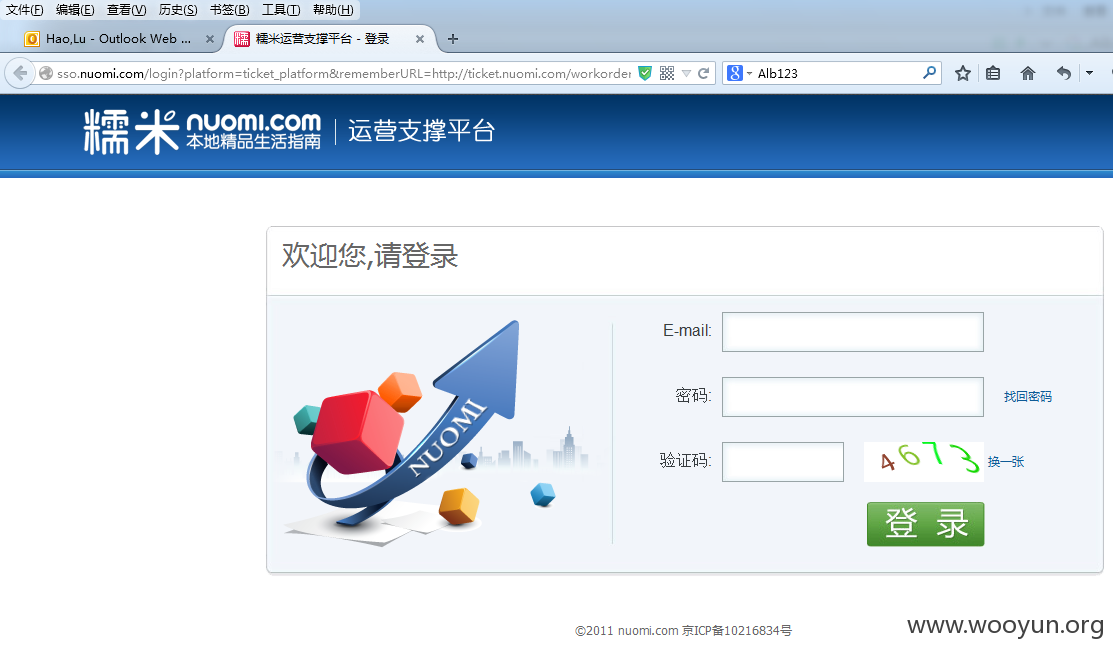 文件(F) 编辑(E) 查看(V) 历史(S) 书签(B) 工具(T) 帮助(H)
Hao,Lu - Outlook Web ... 糯米运营支撑平台 - 登录
sso.nuomi.com/login?platform=ticket_platform&rememberURL=http://ticket.nuomi.com/workorder
Alb123
糯米 nuomi.com 本地精品生活指南 运营支撑平台
欢迎您,请登录
E-mail:
密码: 找回密码
验证码: 4673 换一张
NUOMI
登录
©2011 nuomi.com 京ICP备10216834号
www.wooyun.org